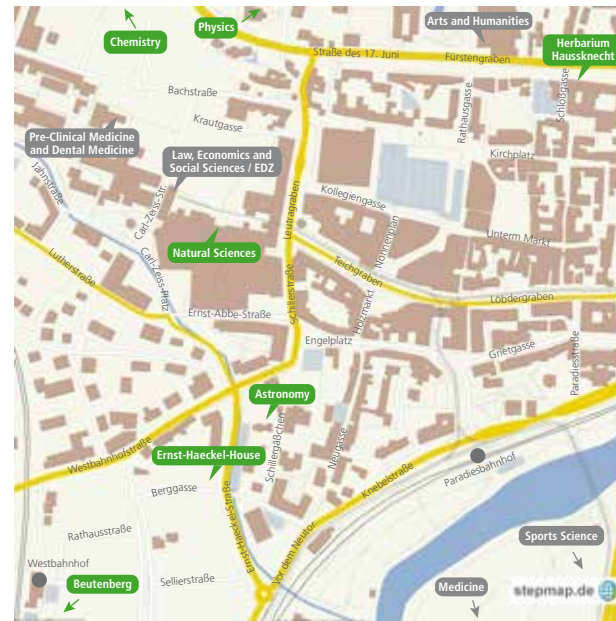 Physics
Arts and Humanities
Chemistry
Straße des 17. Juni
Fürstengraben
Herbarium
Haussknecht
Bachstraße
Schloßgasse
Rathausgasse
Krautgasse
Pre-Clinical Medicine
and Dental Medicine
Law, Economics and
Social Sciences / EDZ
Kirchplatz
Jahnstraße
Carl-Zeiss-Str.
Kollegiengasse
Leutragraben
Nonnenplan
Unterm Markt
Natural Sciences
Carl-Zeiss-Platz
Lutherstraße
Teichgraben
Schillerstraße
Holzmarkt
Löbdergraben
Ernst-Abbe-Straße
Engelplatz
Grietgasse
Paradiesstraße
Astronomy
Schillergäßchen
Neugasse
Westbahnhofstraße
Ernst-Haeckel-House
Berggasse
Ernst-Haeckel-Straße
Knebelstraße
Paradiesbahnhof
Rathausstraße
Vor dem Neutor
Sports Science
Westbahnhof
Beutenberg
Sellierstraße
Medicine
stepmap.de